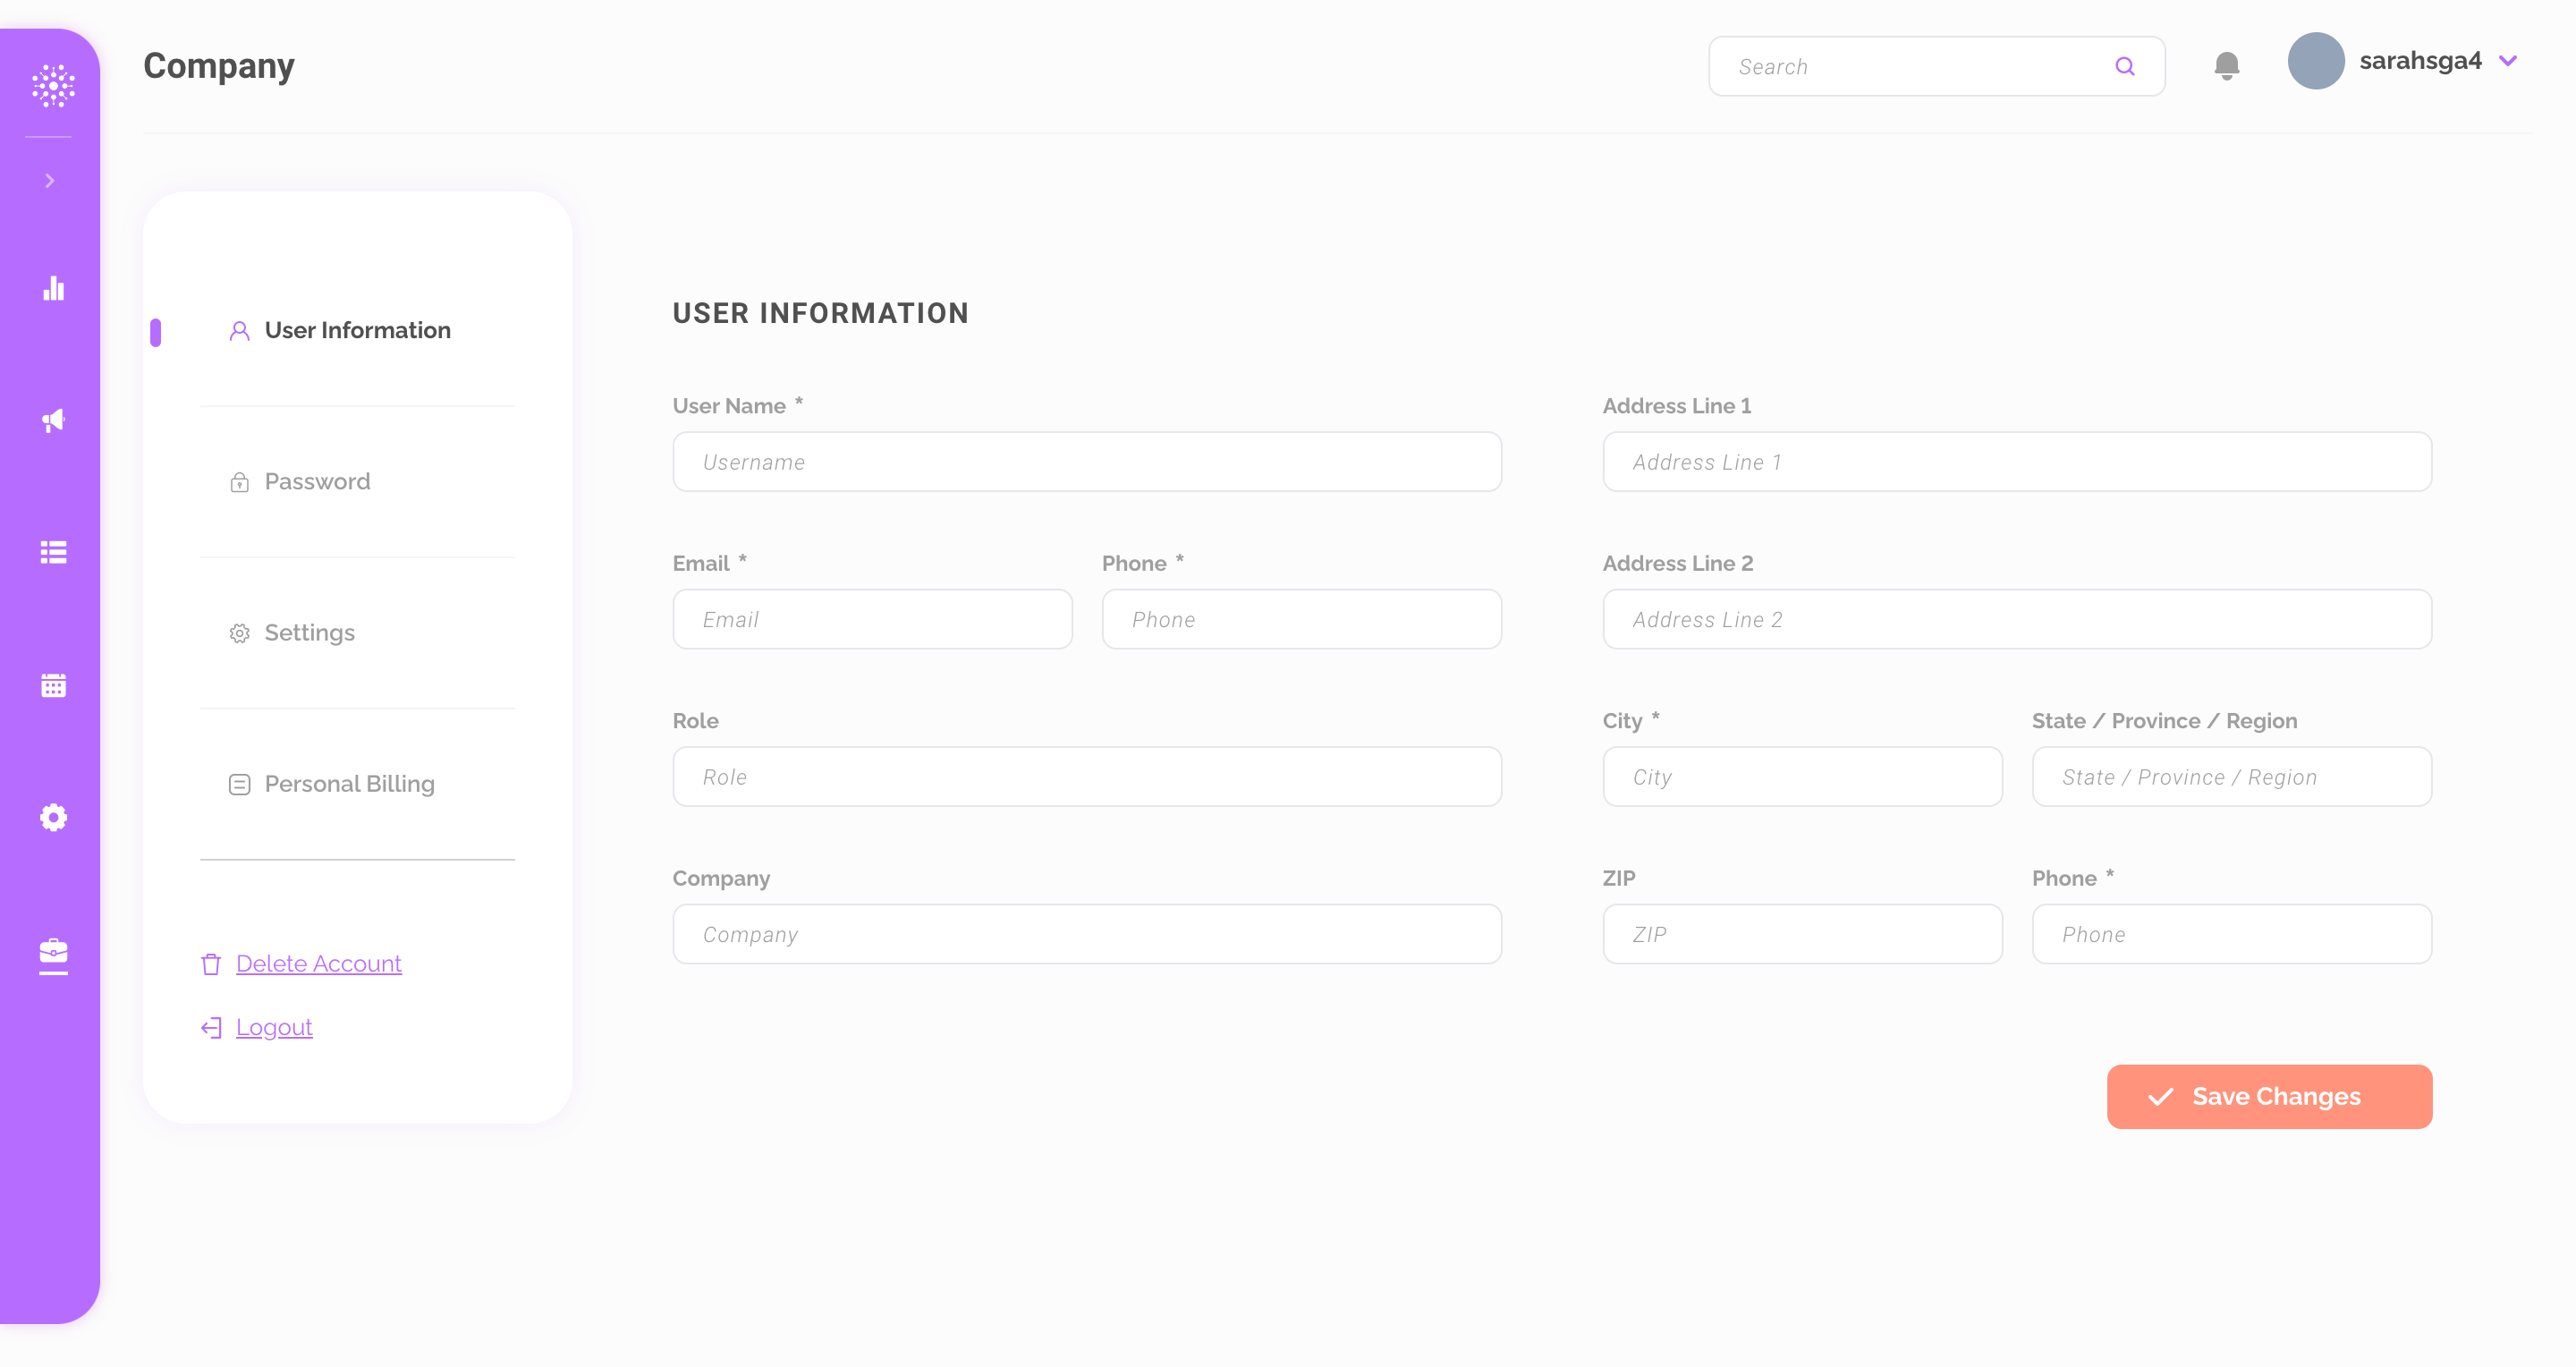 Company
Search
sarahsga4
User Information
Password
Settings
Personal Billing
Delete Account
Logout
USER INFORMATION
User Name *
Username
Email *
Phone *
Email
Phone
Role
Role
Company
Company
Address Line 1
Address Line 1
Address Line 2
Address Line 2
City *
State / Province / Region
City
State / Province / Region
ZIP
Phone *
ZIP
Phone
Save Changes